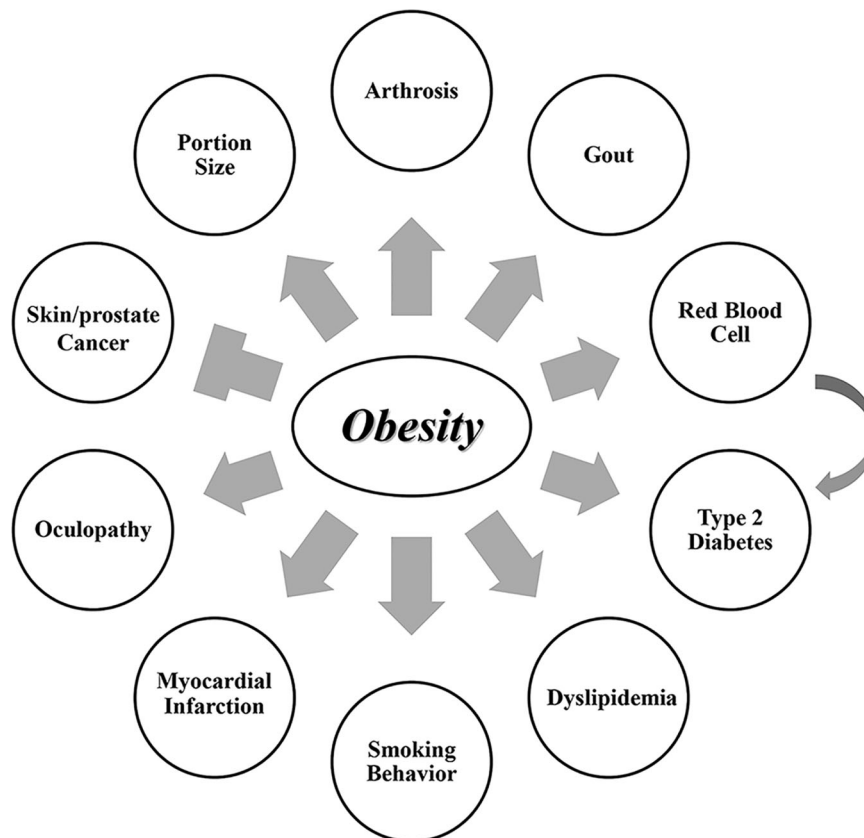 Arthrosis
Gout
Red Blood
Cell
Type 2
Diabetes
Dyslipidemia
Smoking
Behavior
Myocardial
Infarction
Oculopathy
Skin/prostate
Cancer
Portion
Size
Obesity